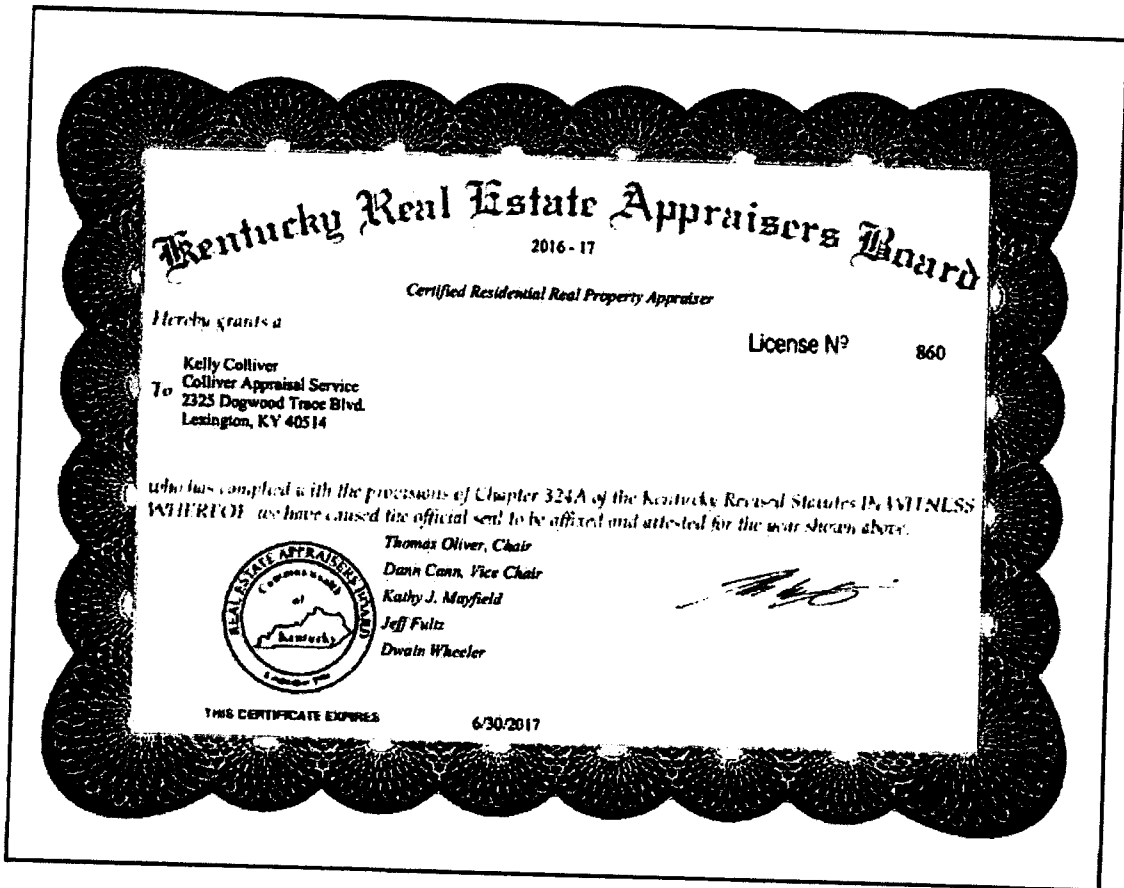 Kentucky Real Estate Appraisers Board
2016 - 17
Certified Residential Real Property Appraiser
Hereby grants a
License Nº 860
To
Kelly Colliver
Colliver Appraisal Service
2325 Dogwood Trace Blvd.
Lexington, KY 40514
who has complied with the provisions of Chapter 324A of the Kentucky Revised Statutes IN WITNESS
WHEREOF we have caused the official seal to be affixed and attested for the year shown above.
Thomas Oliver, Chair
Dann Cann, Vice Chair
Kathy J. Mayfield
Jeff Fultz
Dwain Wheeler
REAL ESTATE APPRAISERS BOARD
Commonwealth
of
Kentucky
THIS CERTIFICATE EXPIRES 6/30/2017